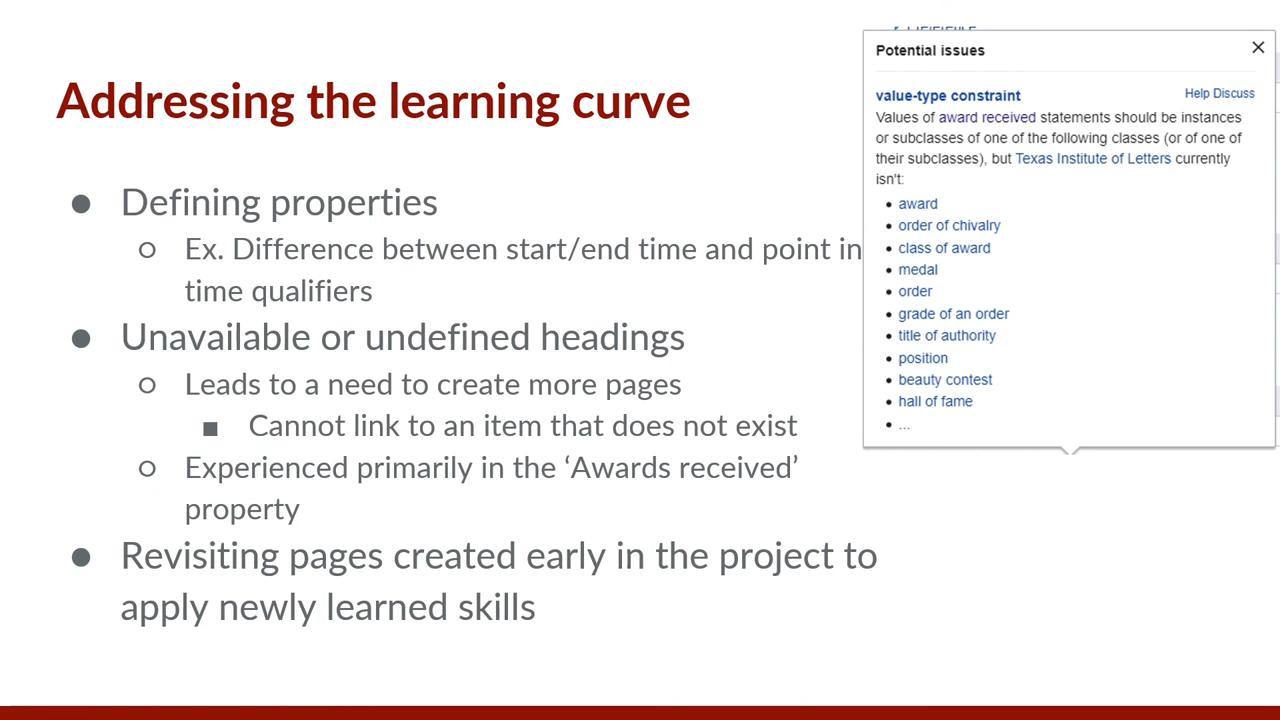 Addressing the learning curve
● Defining properties
○ Ex. Difference between start/end time and point in
time qualifiers
● Unavailable or undefined headings
○ Leads to a need to create more pages
■ Cannot link to an item that does not exist
○ Experienced primarily in the ‘Awards received’
property
● Revisiting pages created early in the project to
apply newly learned skills
Potential issues
value-type constraint
Help Discuss
Values of award received statements should be instances
or subclasses of one of the following classes (or of one of
their subclasses), but Texas Institute of Letters currently
isn't:
• award
• order of chivalry
• class of award
• medal
• order
• grade of an order
• title of authority
• position
• beauty contest
• hall of fame
• ...